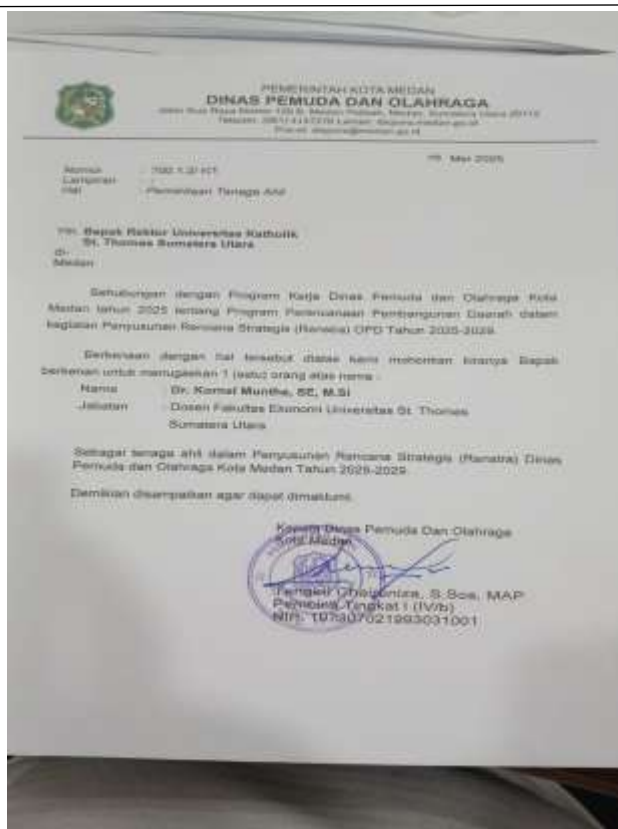 PEMERINTAH KOTA MEDAN
DINAS PEMUDA DAN OLAHRAGA
Mei 2025
Nomor :
Lampiran :
Hal : Permintaan Tenaga Ahli
Yth. Bapak Rektor Universitas Katholik
St. Thomas Sumatera Utara
di-
Medan
Sehubungan dengan Program Kerja Dinas Pemuda dan Olahraga Kota
Medan tahun 2025 tentang Program Perencanaan Pembangunan Daerah dalam
kegiatan Penyusunan Rencana Strategis (Renstra) OPD Tahun 2025-2029.
Berkenaan dengan hal tersebut diatas kami mohonkan kiranya Bapak
berkenan untuk menugaskan 1 (satu) orang atas nama :
Nama : Dr. Kornel Munthe, SE, M.Si
Jabatan : Dosen Fakultas Ekonomi Universitas St. Thomas
Sumatera Utara
Sebagai tenaga ahli dalam Penyusunan Rencana Strategis (Renstra) Dinas
Pemuda dan Olahraga Kota Medan Tahun 2025-2029.
Demikian disampaikan agar dapat dimaklumi.
Kepala Dinas Pemuda Dan Olahraga
Kota Medan
S.Sos, MAP
Pembina Tingkat I (IV/b)
NIP.